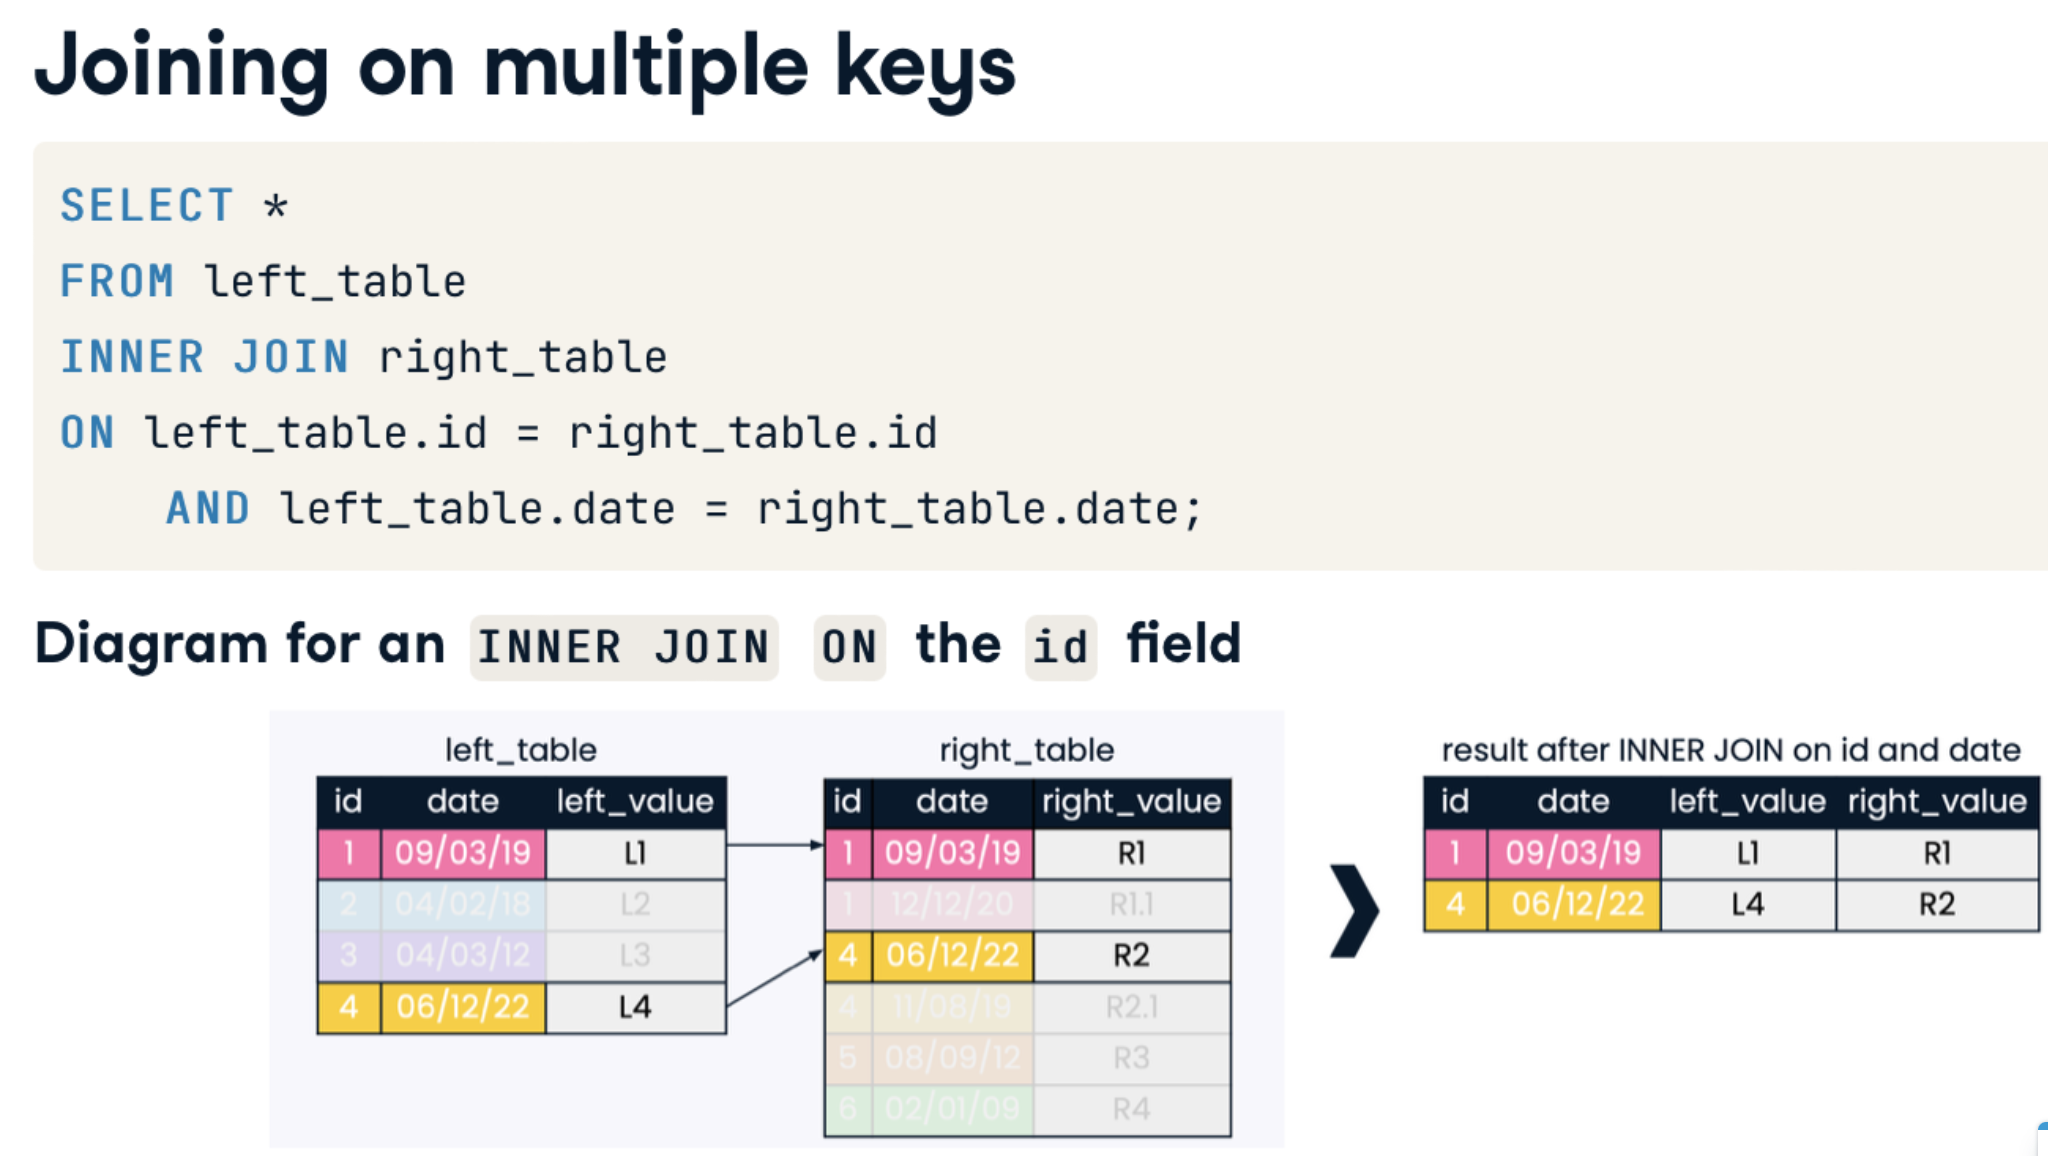 Joining on multiple keys
SELECT *
FROM left_table
INNER JOIN right_table
ON left_table.id = right_table.id
AND left_table.date = right_table.date;
Diagram for an INNER JOIN ON the id field
left_table
id date left_value
1 09/03/19 L1
2 04/02/18 L2
3 04/03/12 L3
4 06/12/22 L4
right_table
id date right_value
1 09/03/19 R1
1 12/12/20 R1.1
4 06/12/22 R2
4 11/08/19 R2.1
5 08/09/12 R3
6 02/01/09 R4
result after INNER JOIN on id and date
id date left_value right_value
1 09/03/19 L1 R1
4 06/12/22 L4 R2